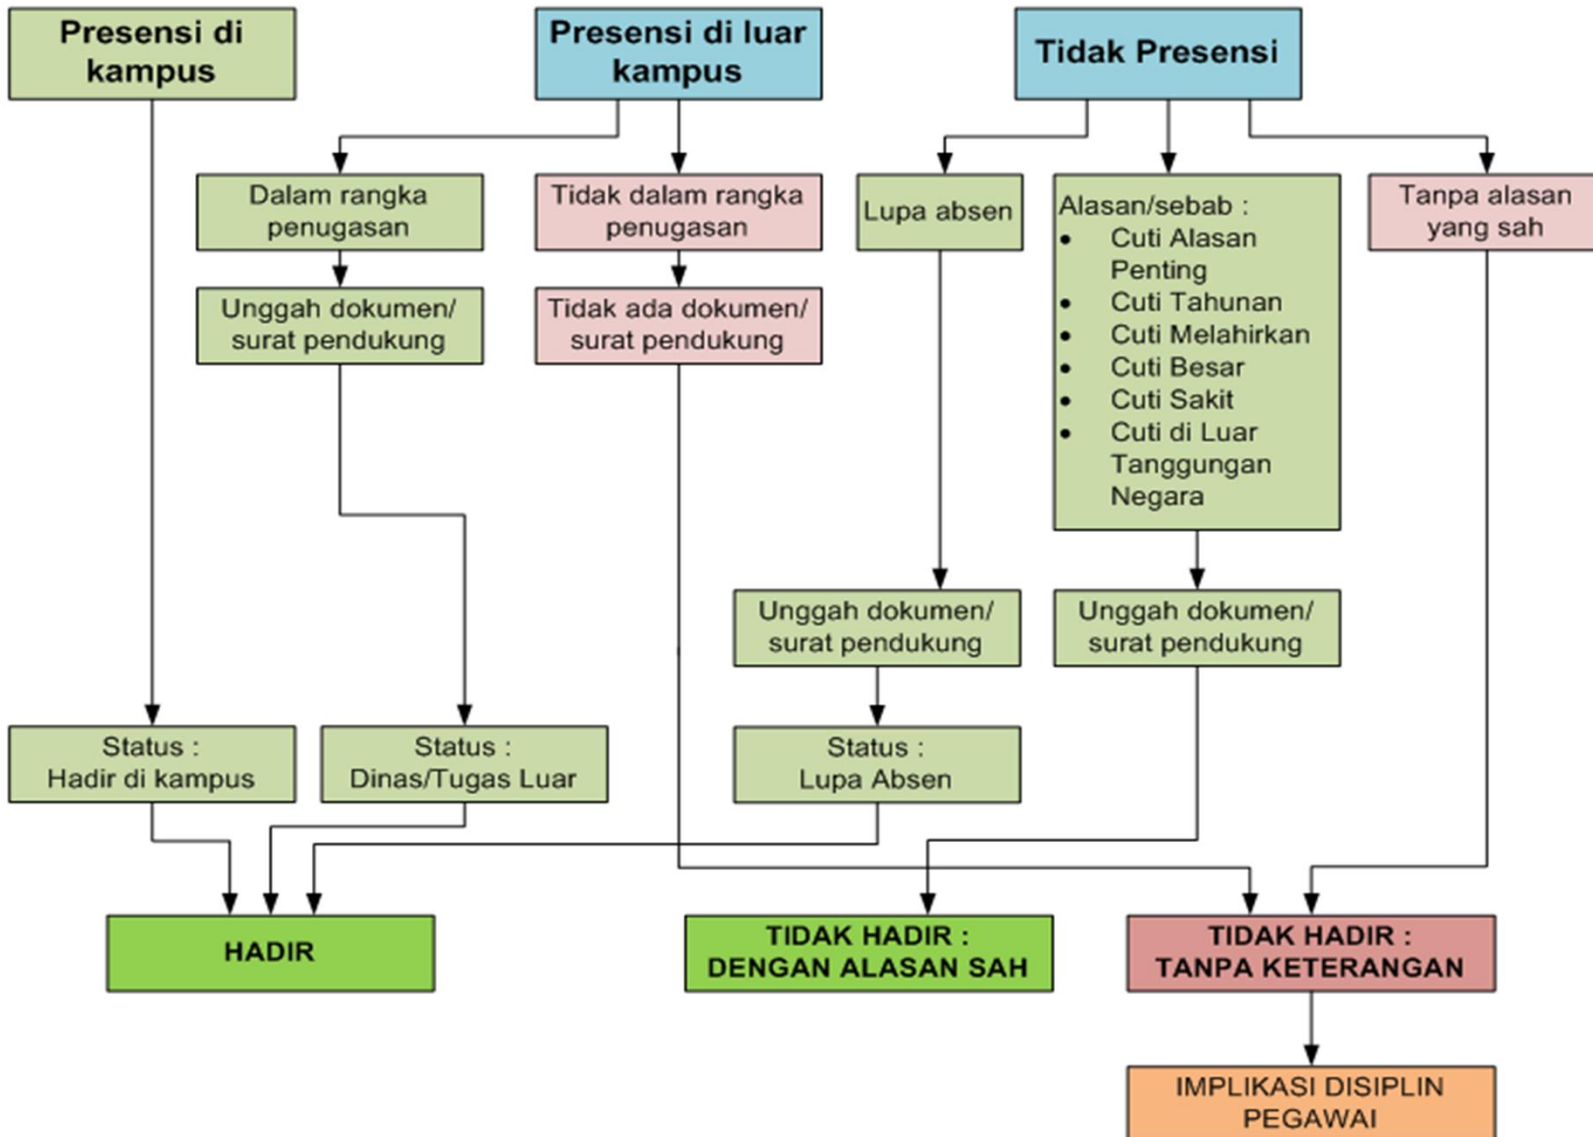 Presensi di
kampus
Presensi di luar
kampus
Tidak Presensi
Dalam rangka
penugasan
Tidak dalam rangka
penugasan
Lupa absen
Alasan/sebab :
• Cuti Alasan
Penting
• Cuti Tahunan
• Cuti Melahirkan
• Cuti Besar
• Cuti Sakit
• Cuti di Luar
Tanggungan
Negara
Tanpa alasan
yang sah
Unggah dokumen/
surat pendukung
Tidak ada dokumen/
surat pendukung
Unggah dokumen/
surat pendukung
Unggah dokumen/
surat pendukung
Status :
Hadir di kampus
Status :
Dinas/Tugas Luar
Status :
Lupa Absen
HADIR
TIDAK HADIR :
DENGAN ALASAN SAH
TIDAK HADIR :
TANPA KETERANGAN
IMPLIKASI DISIPLIN
PEGAWAI